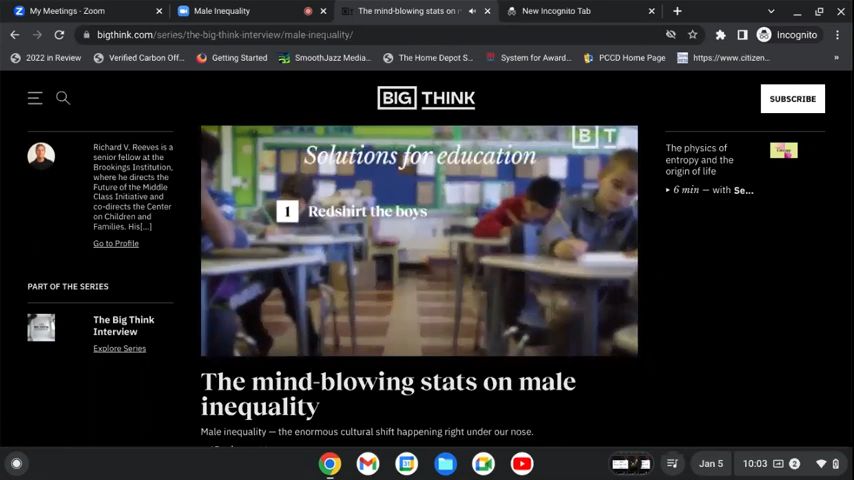 My Meetings - Zoom
Male Inequality
The mind-blowing stats on m
New Incognito Tab
bigthink.com/series/the-big-think-interview/male-inequality/
Incognito
2022 in Review
Verified Carbon Off...
Getting Started
SmoothJazz Media...
The Home Depot S...
System for Award...
PCCD Home Page
https://www.citizen...
BIG THINK
SUBSCRIBE
Richard V. Reeves is a
senior fellow at the
Brookings Institution,
where he directs the
Future of the Middle
Class Initiative and
co-directs the Center
on Children and
Families. His[...]
Go to Profile
PART OF THE SERIES
The Big Think
Interview
Explore Series
B T
Solutions for education
1 Redshirt the boys
The mind-blowing stats on male
inequality
Male inequality — the enormous cultural shift happening right under our nose.
The physics of
entropy and the
origin of life
6 min — with Se...
Jan 5
10:03
2